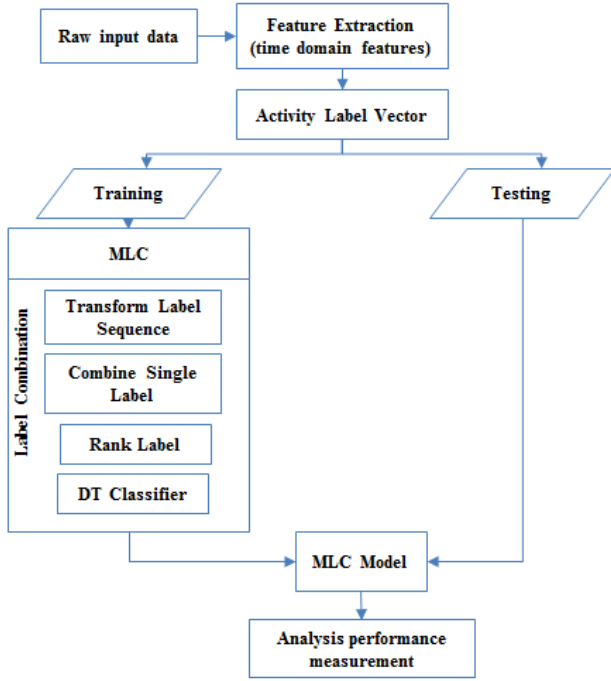 Raw input data
Feature Extraction
(time domain features)
Activity Label Vector
Training
Testing
MLC
Label Combination
Transform Label
Sequence
Combine Single
Label
Rank Label
DT Classifier
MLC Model
Analysis performance
measurement